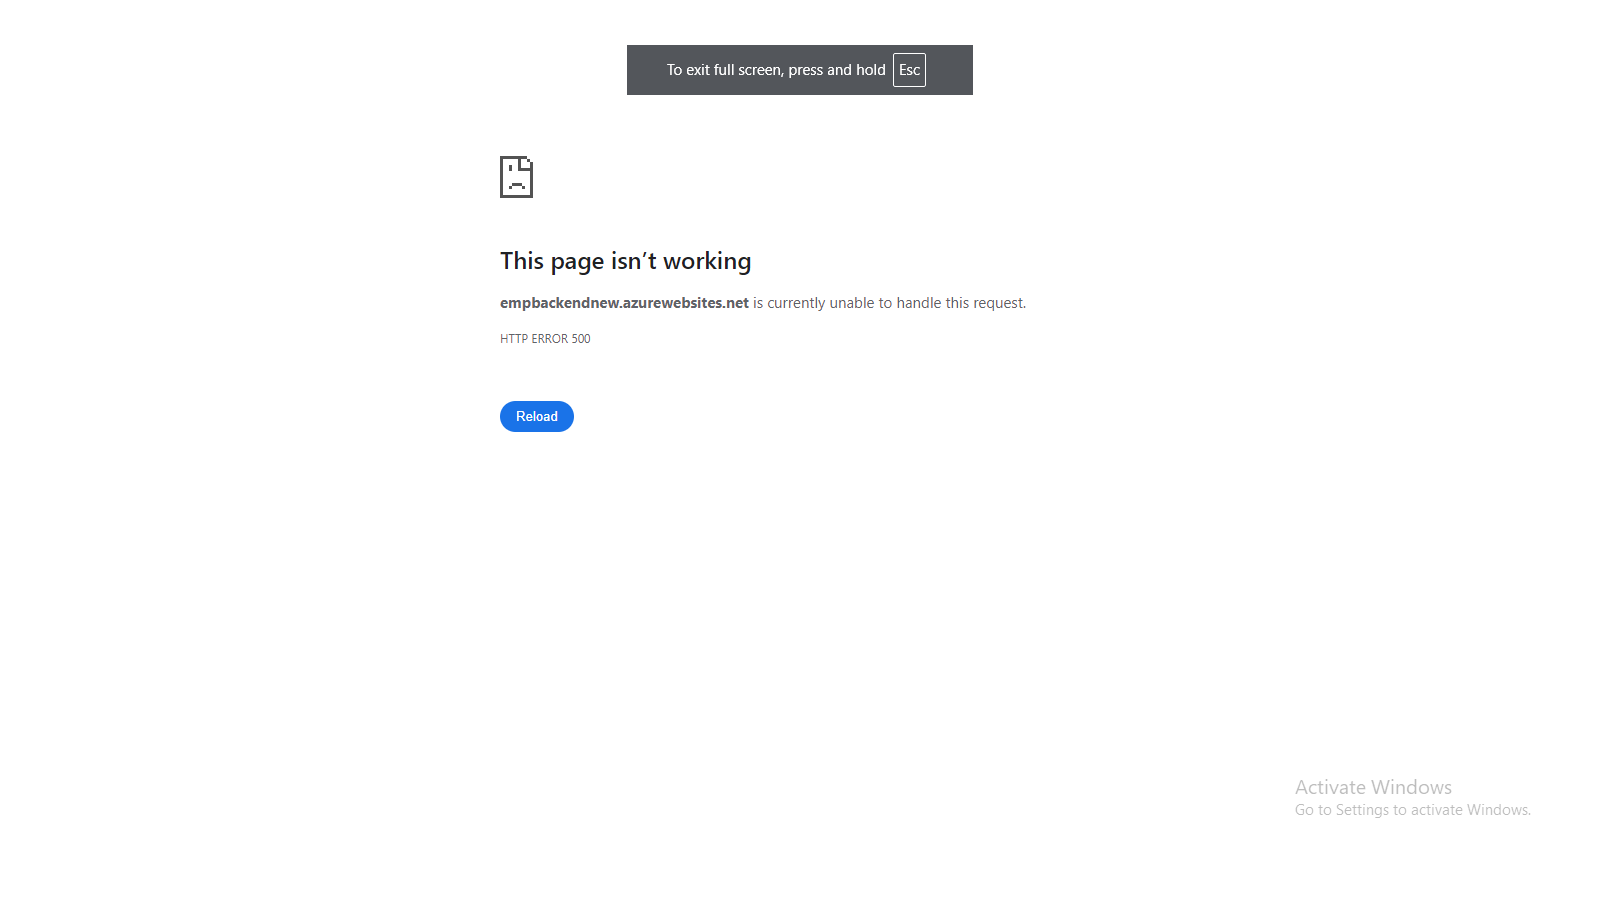 To exit full screen, press and hold Esc
This page isn’t working
empbackendnew.azurewebsites.net is currently unable to handle this request.
HTTP ERROR 500
Reload
Activate Windows
Go to Settings to activate Windows.